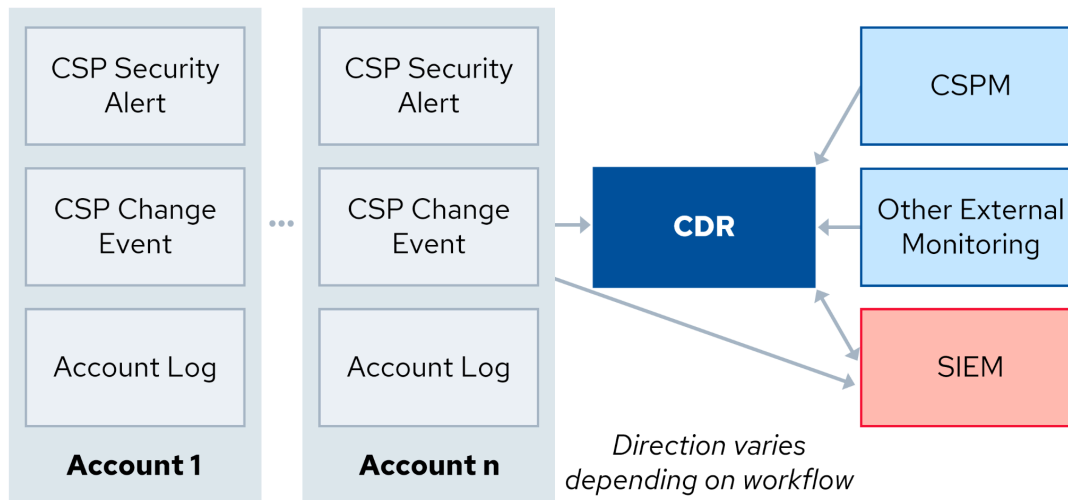 CSP Security
Alert
CSP Change
Event
Account Log
Account 1
...
CSP Security
Alert
CSP Change
Event
Account Log
Account n
CDR
Direction varies
depending on workflow
CSPM
Other External
Monitoring
SIEM